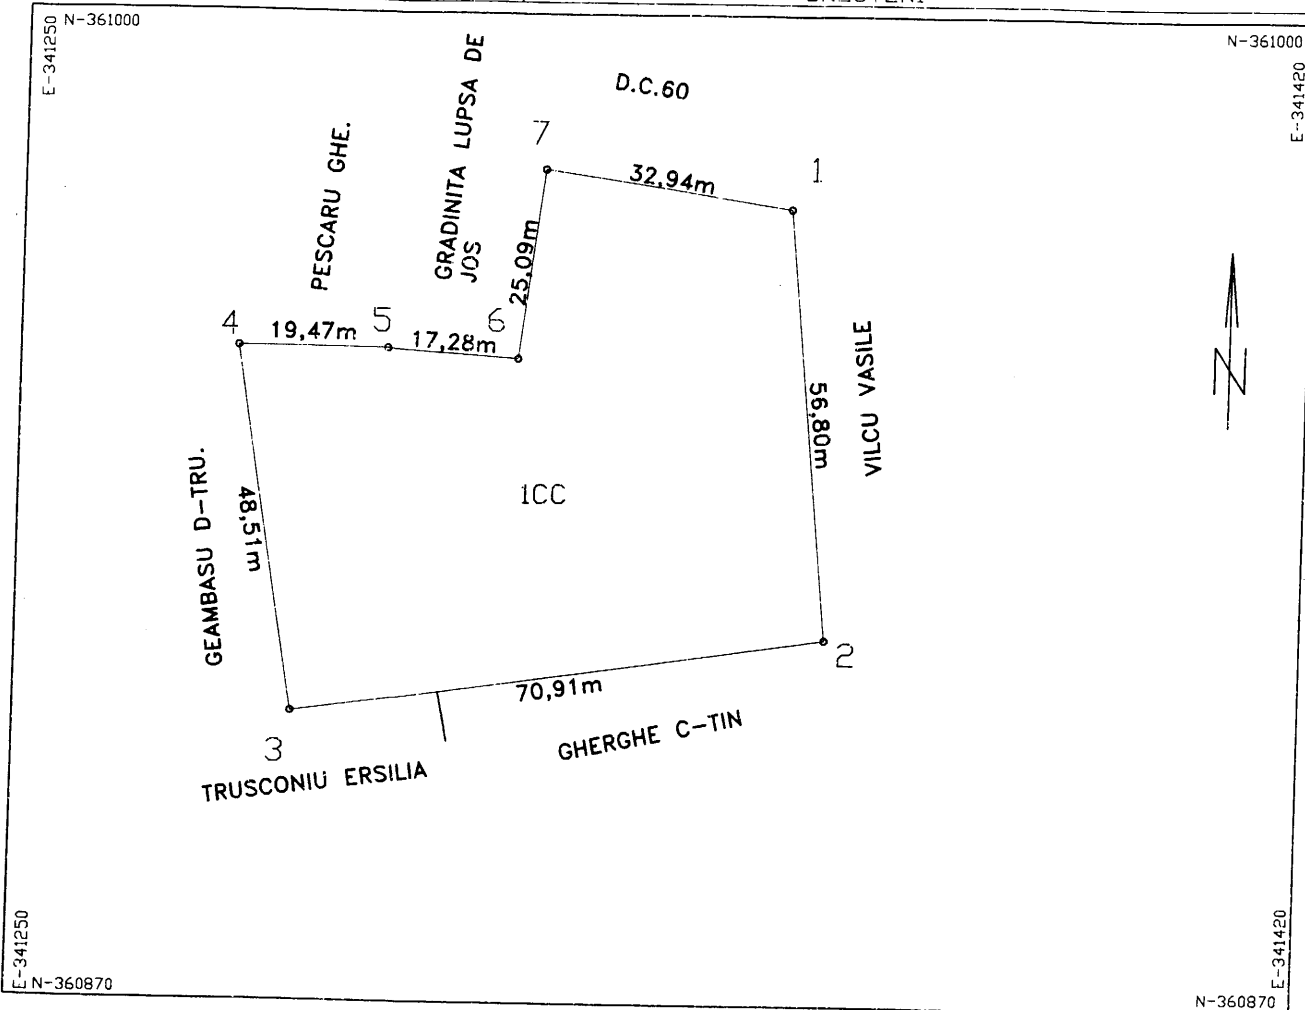 N-361000
N-361000
E-341250
E-341420
D.C.60
GRADINITA LUPSA DE
JOS
PESCARU GHE.
7
32,94m
1
25,09m
4
19,47m
5
17,28m
6
56,80m
VILCU VASILE
N
GEAMBASU D-TRU.
48,51m
1CC
2
70,91m
3
GHERGHE C-TIN
TRUSCONIU ERSILIA
E-341250
N-360870
E-341420
N-360870